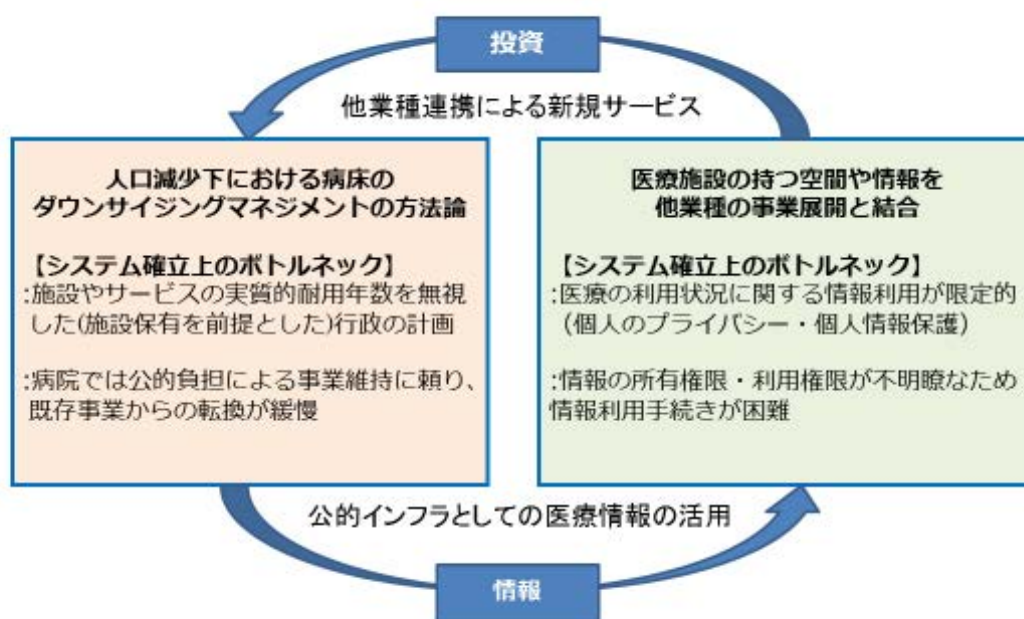 投資
他業種連携による新規サービス
人口減少下における病床の
ダウンサイジングマネジメントの方法論
【システム確立上のボトルネック】
:施設やサービスの実質的耐用年数を無視
した(施設保有を前提とした)行政の計画
:病院では公的負担による事業維持に頼り、
既存事業からの転換が緩慢
医療施設の持つ空間や情報を
他業種の事業展開と結合
【システム確立上のボトルネック】
:医療の利用状況に関する情報利用が限定的
（個人のプライバシー・個人情報保護）
:情報の所有権限・利用権限が不明瞭なため
情報利用手続きが困難
公的インフラとしての医療情報の活用
情報